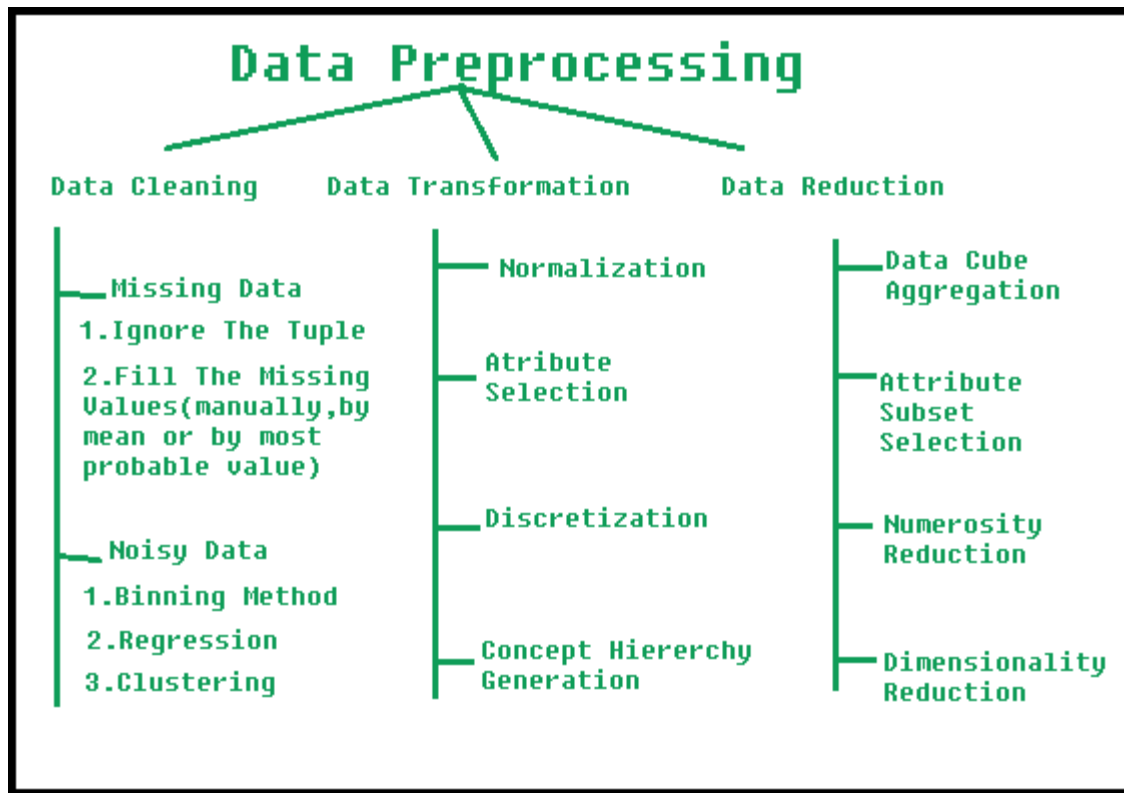 Data Preprocessing
Data Cleaning
Missing Data
1.Ignore The Tuple
2.Fill The Missing
Values(manually,by
mean or by most
probable value)
Noisy Data
1.Binning Method
2.Regression
3.Clustering
Data Transformation
Normalization
Atribute
Selection
Discretization
Concept Hiererchy
Generation
Data Reduction
Data Cube
Aggregation
Attribute
Subset
Selection
Numerosity
Reduction
Dimensionality
Reduction